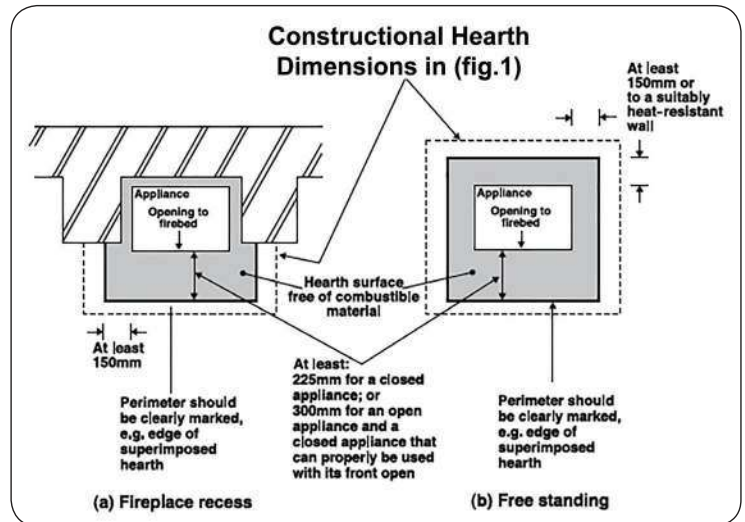 Constructional Hearth
Dimensions in (fig.1)
At least
150mm or
to a suitably
heat-resistant
wall
Appliance
Opening to
firebed
Appliance
Opening to
firebed
Hearth surface
free of combustible
material
At least
150mm
Perimeter should
be clearly marked,
e.g. edge of
superimposed
hearth
At least:
225mm for a closed
appliance; or
300mm for an open
appliance and a
closed appliance that
can properly be used
with its front open
Perimeter should
be clearly marked,
e.g. edge of
superimposed
hearth
(a) Fireplace recess
(b) Free standing